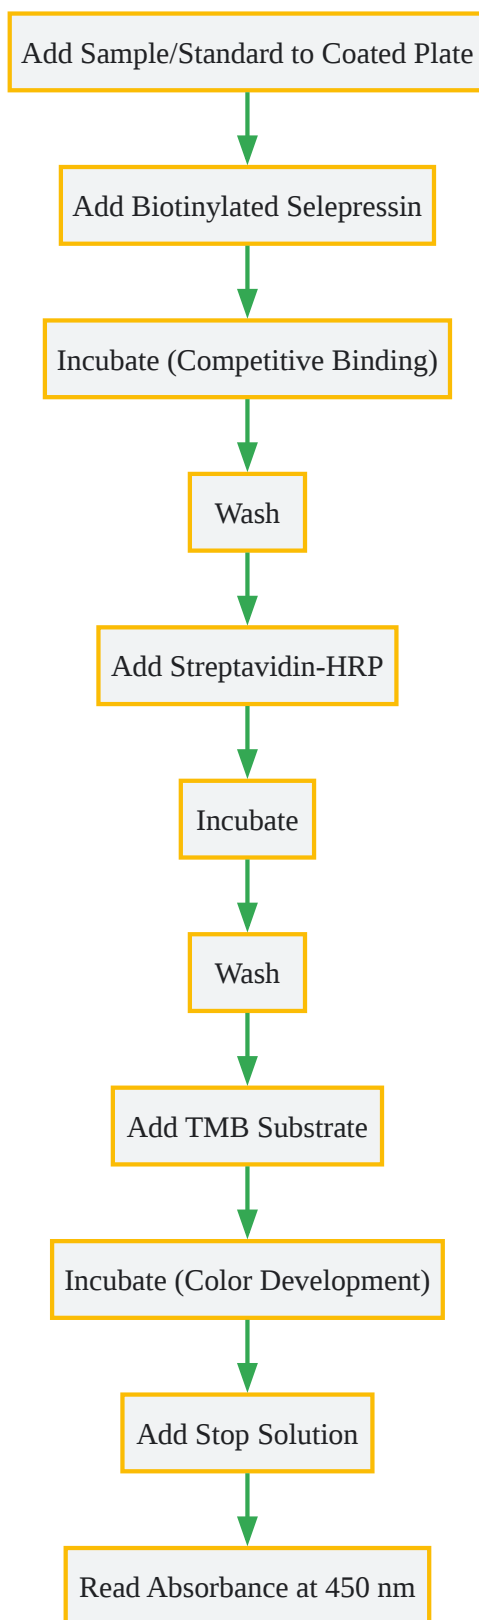 Add Sample/Standard to Coated Plate
Add Biotinylated Selepressin
Incubate (Competitive Binding)
Wash
Add Streptavidin-HRP
Incubate
Wash
Add TMB Substrate
Incubate (Color Development)
Add Stop Solution
Read Absorbance at 450 nm